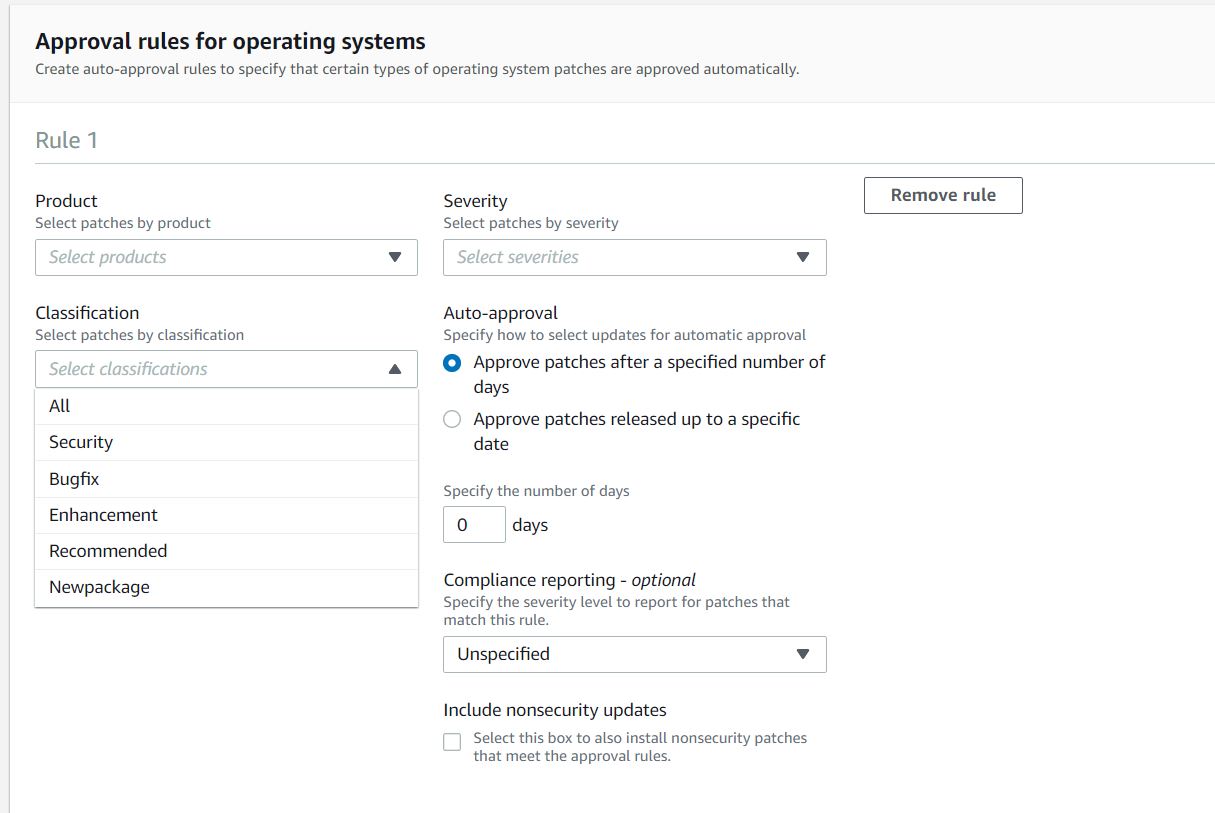 Approval rules for operating systems
Create auto-approval rules to specify that certain types of operating system patches are approved automatically.
Rule 1
Remove rule
Product
Select patches by product
Select products
Severity
Select patches by severity
Select severities
Classification
Select patches by classification
Select classifications
All
Security
Bugfix
Enhancement
Recommended
Newpackage
Auto-approval
Specify how to select updates for automatic approval
Approve patches after a specified number of
days
Approve patches released up to a specific
date
Specify the number of days
0 days
Compliance reporting - optional
Specify the severity level to report for patches that
match this rule.
Unspecified
Include nonsecurity updates
Select this box to also install nonsecurity patches
that meet the approval rules.